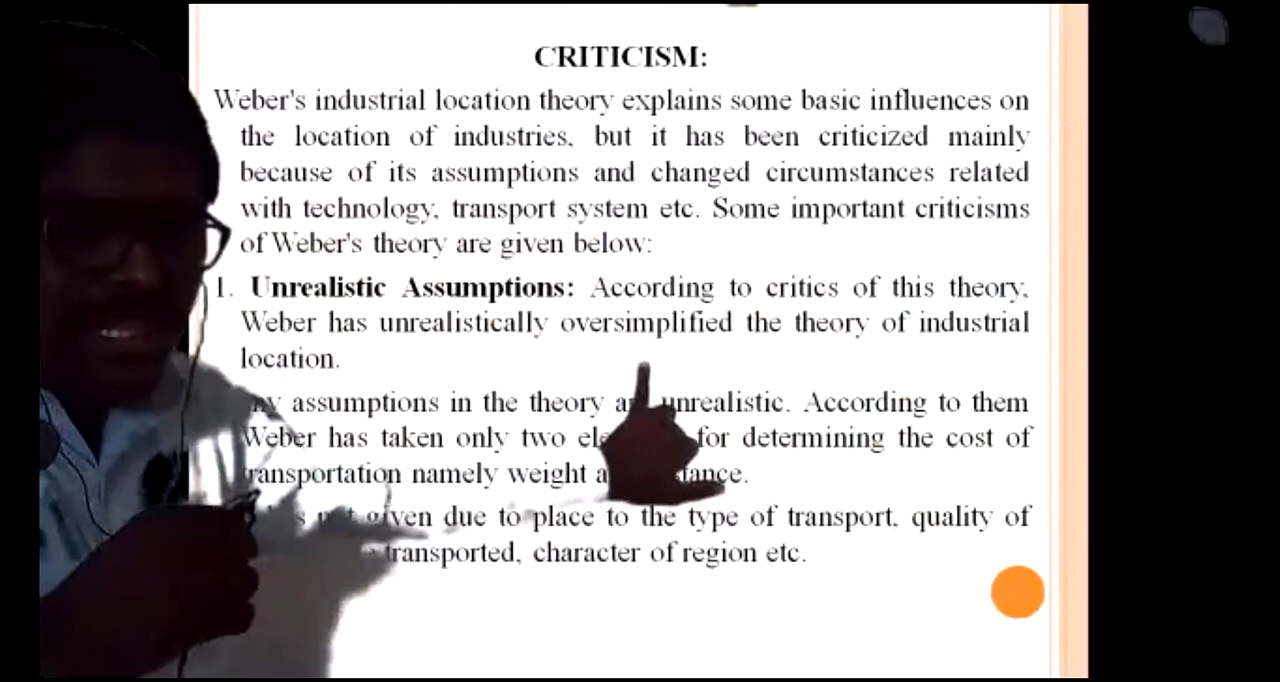 CRITICISM:
Weber's industrial location theory explains some basic influences on
the location of industries, but it has been criticized mainly
because of its assumptions and changed circumstances related
with technology, transport system etc. Some important criticisms
of Weber's theory are given below:
1. Unrealistic Assumptions: According to critics of this theory,
Weber has unrealistically oversimplified the theory of industrial
location.
assumptions in the theory unrealistic. According to them
Weber has taken only two for determining the cost of
transportation namely weight
given due to place to the type of transport, quality of
transported, character of region etc.